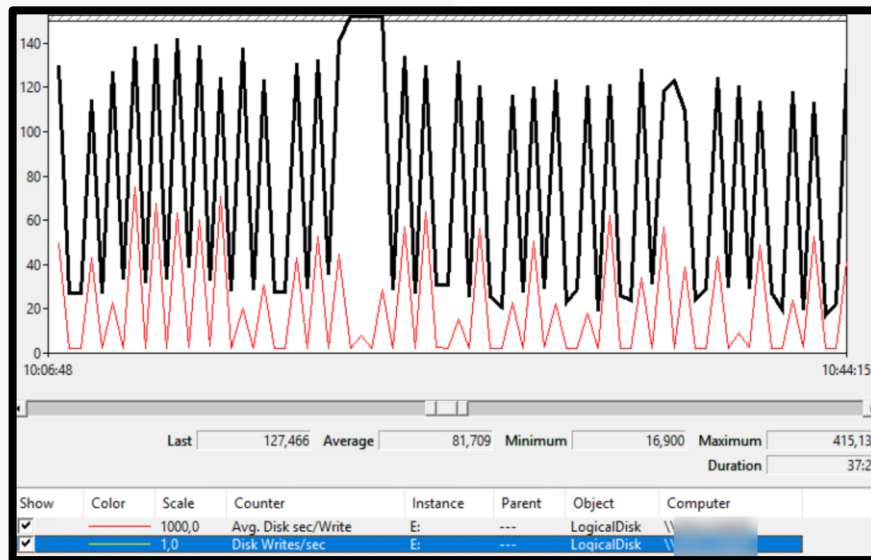 140
120
100
80
60
40
20
0
10:06:48 10:44:15
Last 127,466 Average 81,709 Minimum 16,900 Maximum 415,13
Duration 37:2
Show Color Scale Counter Instance Parent Object Computer
1000,0 Avg. Disk sec/Write E: --- LogicalDisk \\
1,0 Disk Writes/sec E: --- LogicalDisk \\